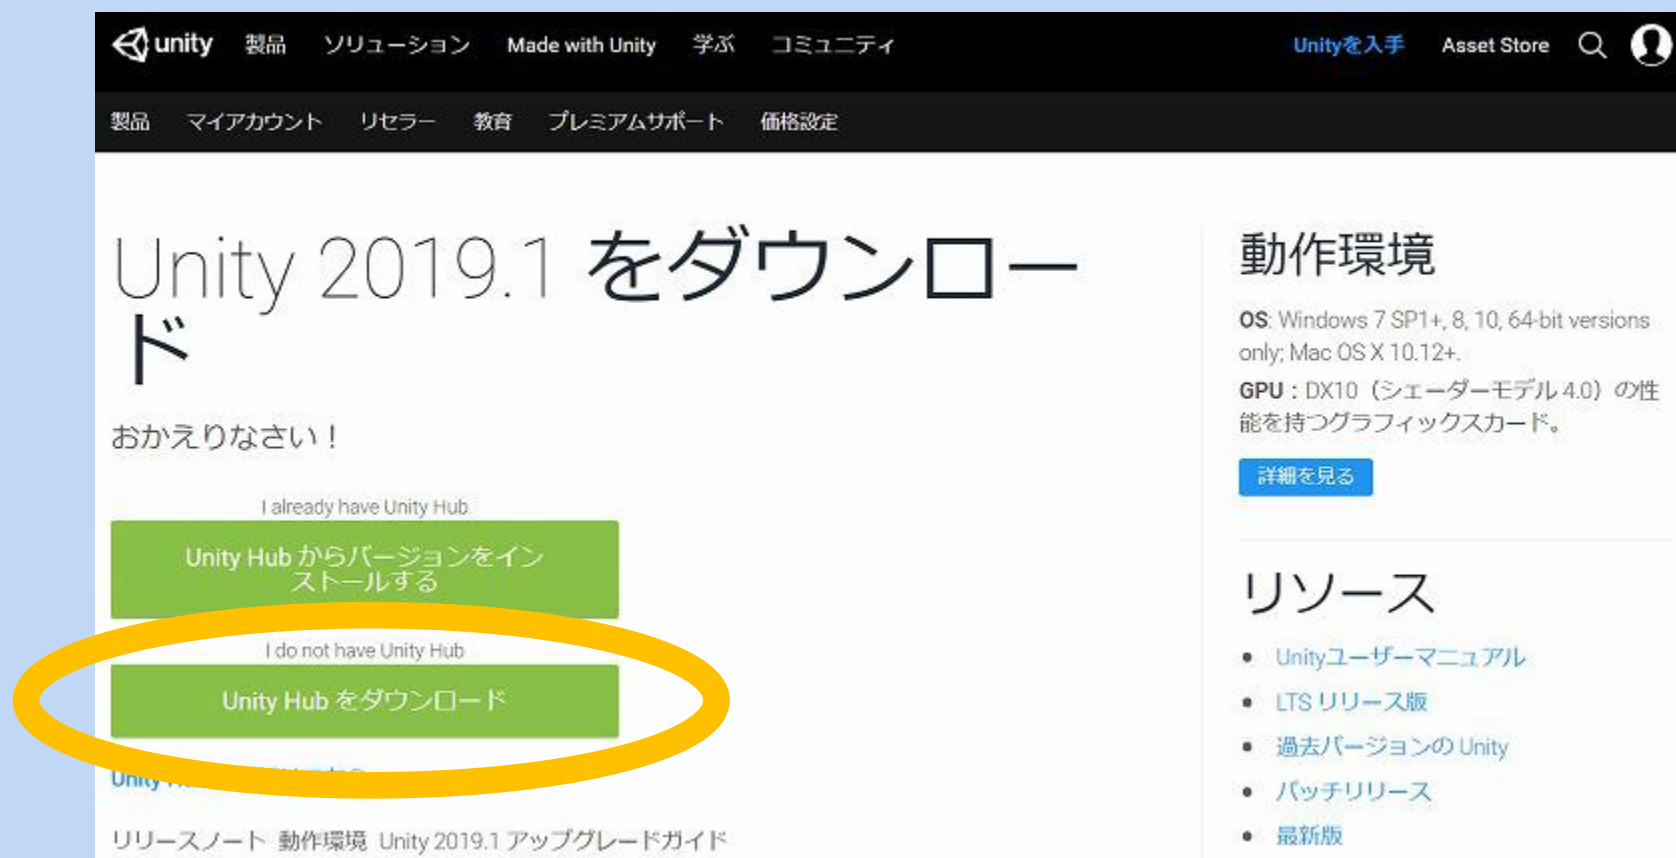 unity 製品 ソリューション Made with Unity 学ぶ コミュニティ Unityを入手 Asset Store
製品 マイアカウント リセラー 教育 プレミアムサポート 価格設定
Unity 2019.1 をダウンロー
ド
おかえりなさい！
I already have Unity Hub
Unity Hub からバージョンをイン
ストールする
I do not have Unity Hub
Unity Hub をダウンロード
Unity
リリースノート 動作環境 Unity 2019.1 アップグレードガイド
動作環境
OS: Windows 7 SP1+, 8, 10, 64-bit versions
only; Mac OS X 10.12+.
GPU：DX10（シェーダーモデル 4.0）の性
能を持つグラフィックスカード。
詳細を見る
リソース
Unityユーザーマニュアル
LTS リリース版
過去バージョンの Unity
パッチリリース
最新版